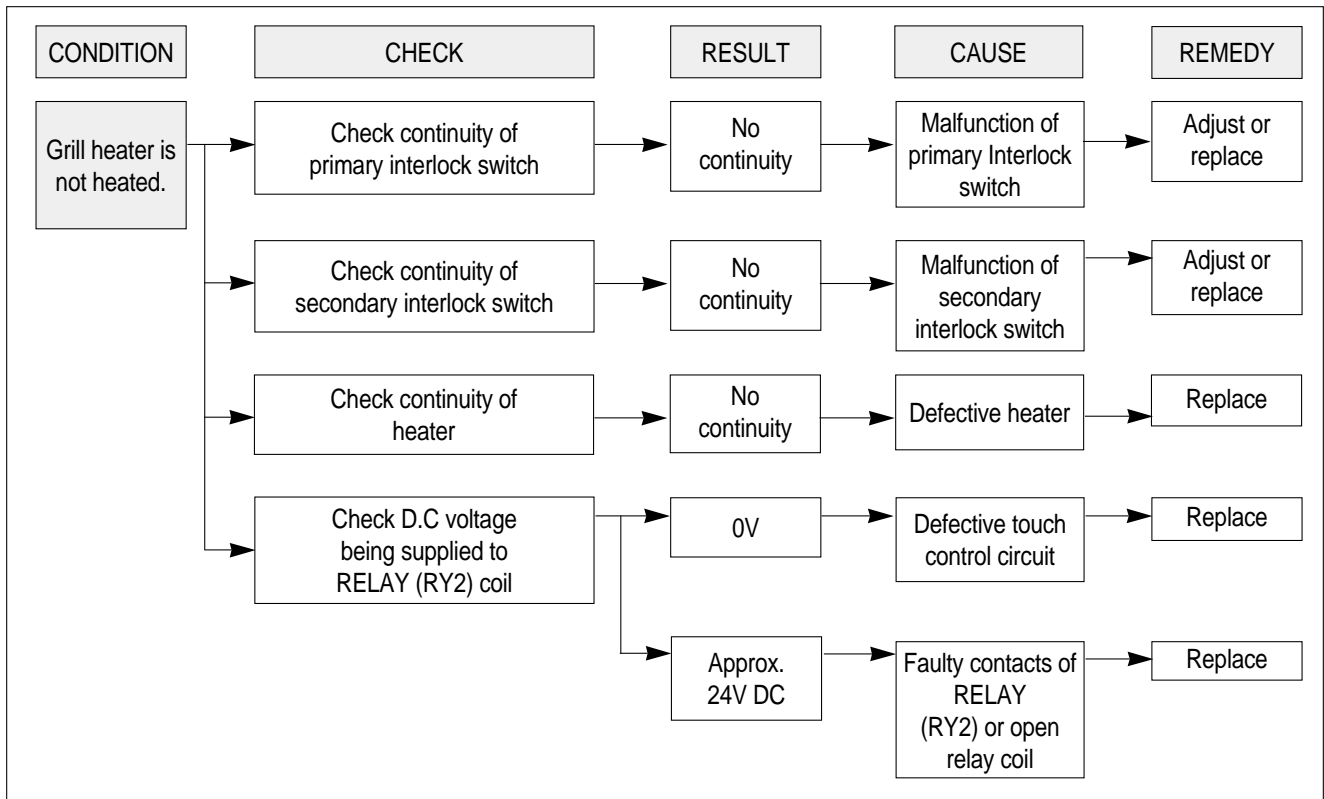 CONDITION
CHECK
RESULT
CAUSE
REMEDY
Grill heater is
not heated.
Check continuity of
primary interlock switch
No
continuity
Malfunction of
primary Interlock
switch
Adjust or
replace
Check continuity of
secondary interlock switch
No
continuity
Malfunction of
secondary
interlock switch
Adjust or
replace
Check continuity of
heater
No
continuity
Defective heater
Replace
Check D.C voltage
being supplied to
RELAY (RY2) coil
0V
Defective touch
control circuit
Replace
Approx.
24V DC
Faulty contacts of
RELAY
(RY2) or open
relay coil
Replace